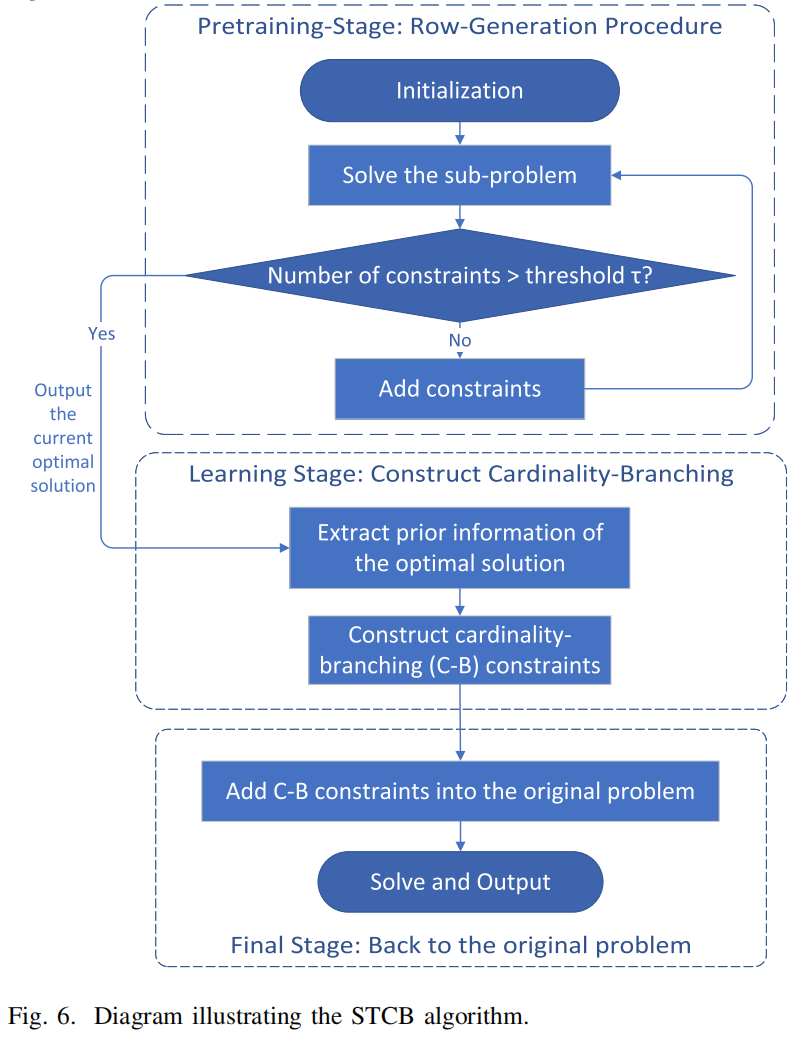 Pretraining-Stage: Row-Generation Procedure
Initialization
Solve the sub-problem
Number of constraints > threshold τ?
Yes
No
Add constraints
Output
the
current
optimal
solution
Learning Stage: Construct Cardinality-Branching
Extract prior information of
the optimal solution
Construct cardinality-
branching (C-B) constraints
Add C-B constraints into the original problem
Solve and Output
Final Stage: Back to the original problem
Fig. 6. Diagram illustrating the STCB algorithm.